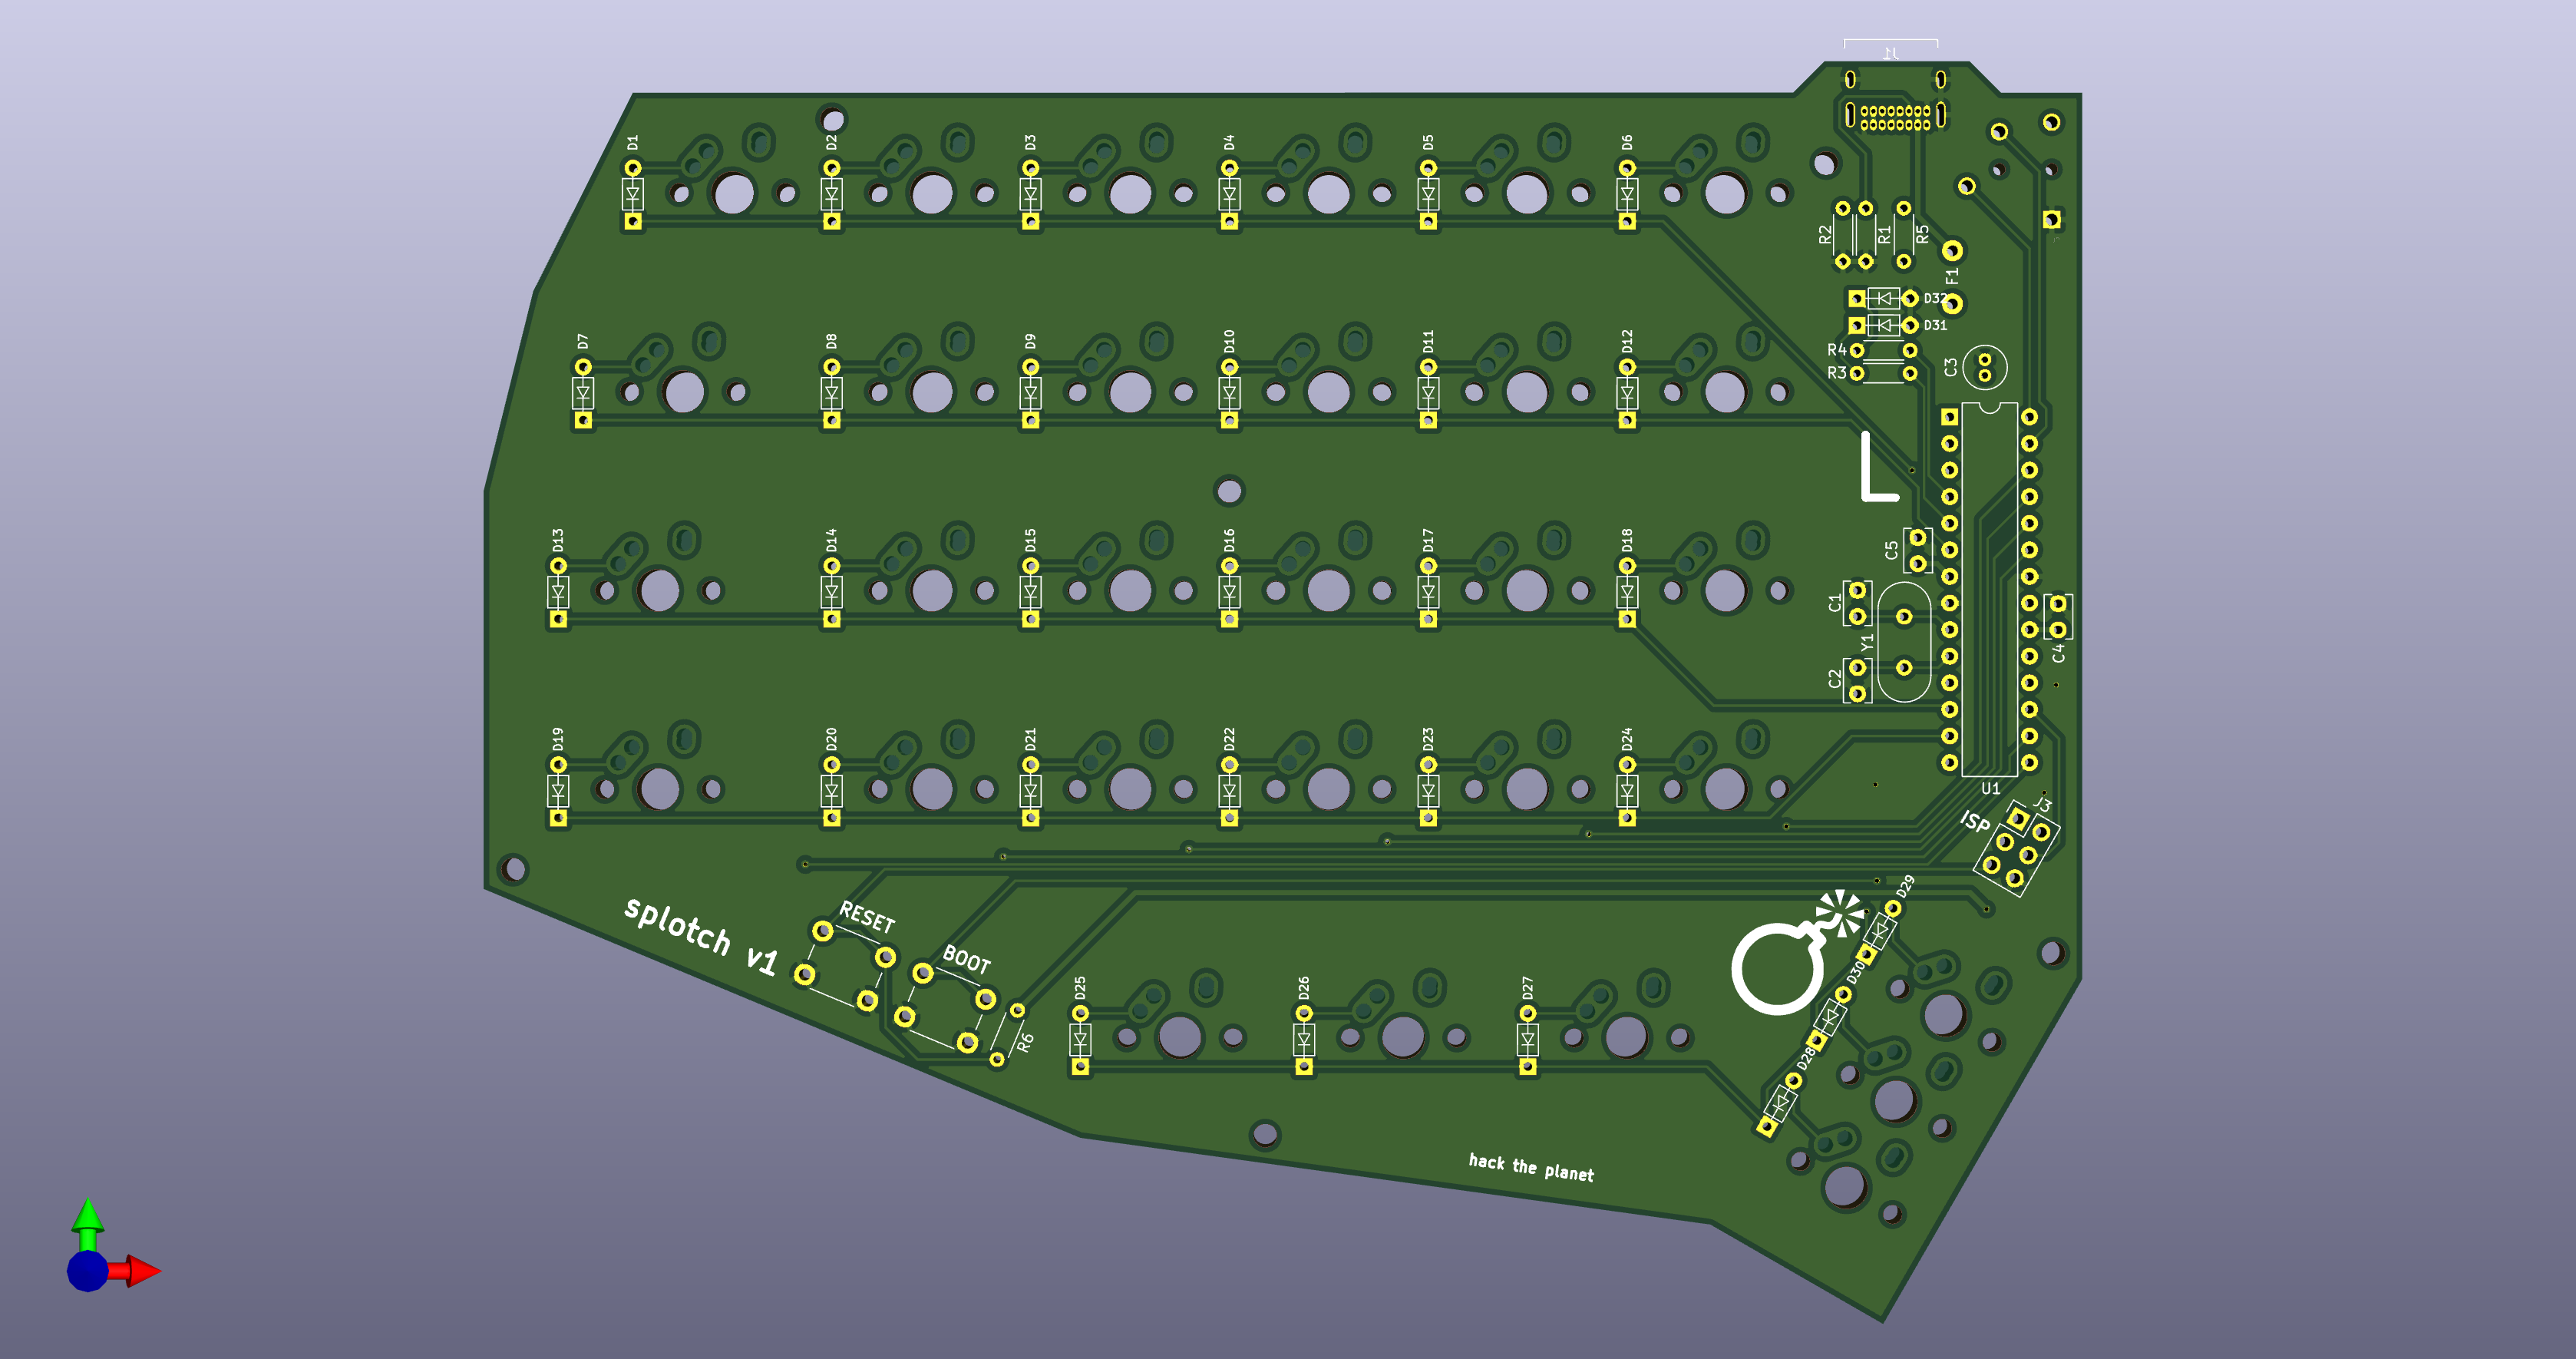 J1
D1 D2 D3 D4 D5 D6
R2 R1 R5
F1
D32
D31
R4
R3
C3
D7 D8 D9 D10 D11 D12
L
D13 D14 D15 D16 D17 D18
C5
C1
Y1
C2
C4
D19 D20 D21 D22 D23 D24
U1
J3
ISP
D29
splotch v1
RESET
BOOT
R6
D25 D26 D27
D30
D28
hack the planet